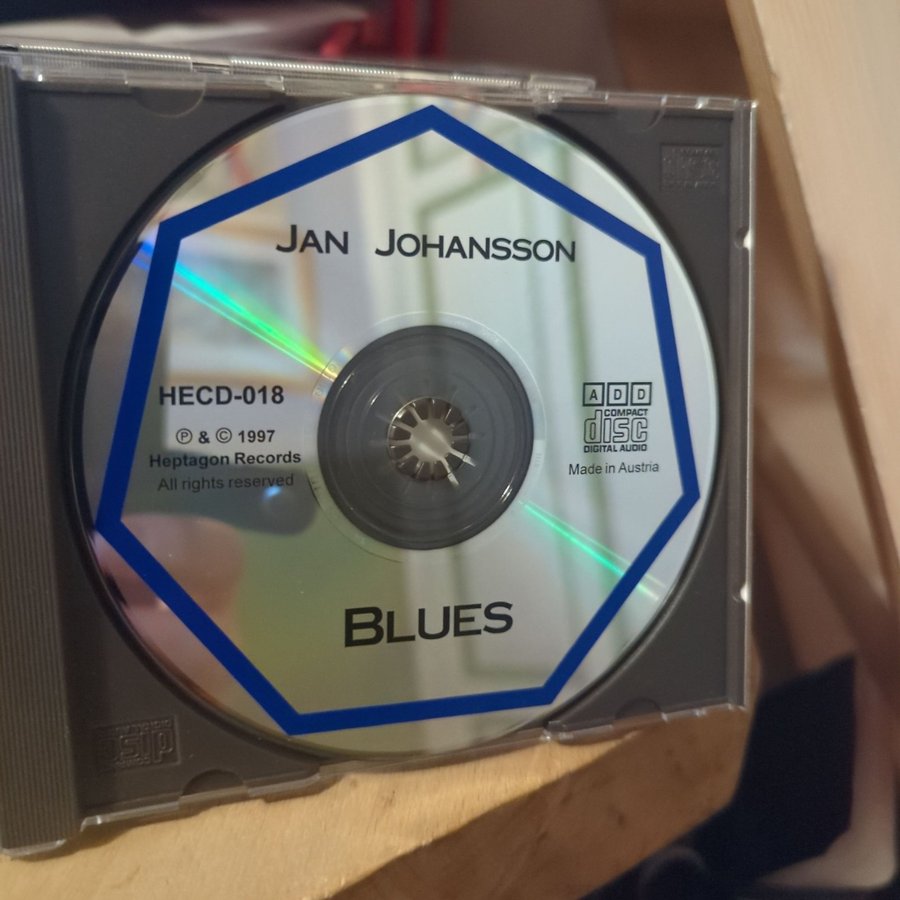 JAN JOHANSSON
HECD-018
℗ & © 1997
Heptagon Records
All rights reserved
ADD
COMPACT
disc
DIGITAL AUDIO
Made in Austria
BLUES